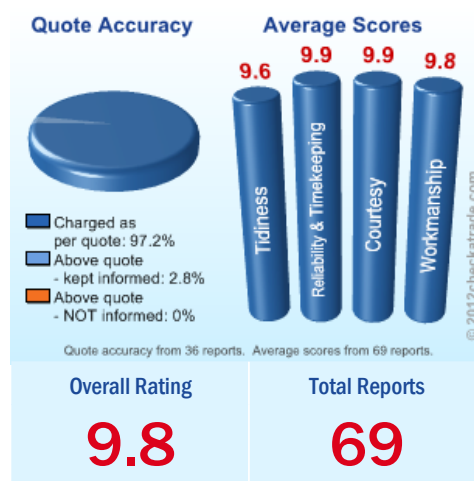 Quote Accuracy
Average Scores
9.6
9.9
9.9
9.8
Tidiness
Reliability & Timekeeping
Courtesy
Workmanship
Charged as
per quote: 97.2%
Above quote
- kept informed: 2.8%
Above quote
- NOT informed: 0%
© 2012checkatrade.com
Quote accuracy from 36 reports. Average scores from 69 reports.
Overall Rating
Total Reports
9.8
69